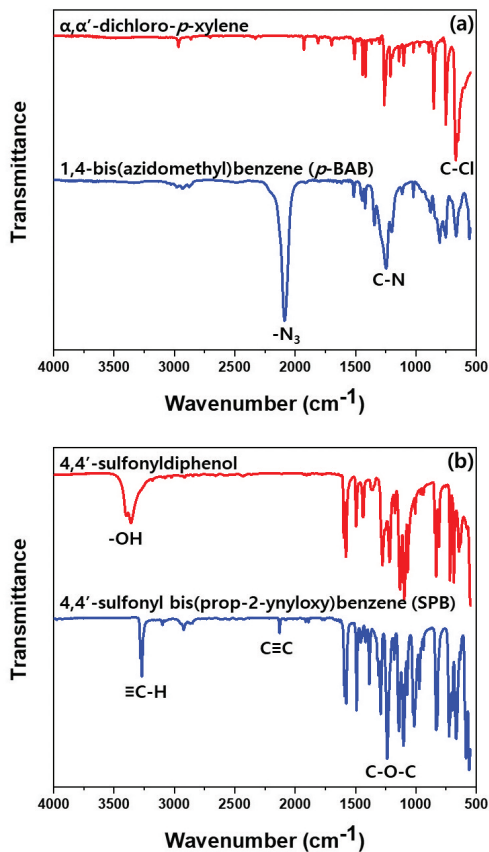 (a)
α,α′-dichloro-p-xylene
1,4-bis(azidomethyl)benzene (p-BAB)
C-Cl
C-N
-N₃
Transmittance
4000 3500 3000 2500 2000 1500 1000 500
Wavenumber (cm⁻¹)
(b)
4,4′-sulfonyldiphenol
-OH
4,4′-sulfonyl bis(prop-2-ynyloxy)benzene (SPB)
C≡C
≡C-H
C-O-C
Transmittance
4000 3500 3000 2500 2000 1500 1000 500
Wavenumber (cm⁻¹)